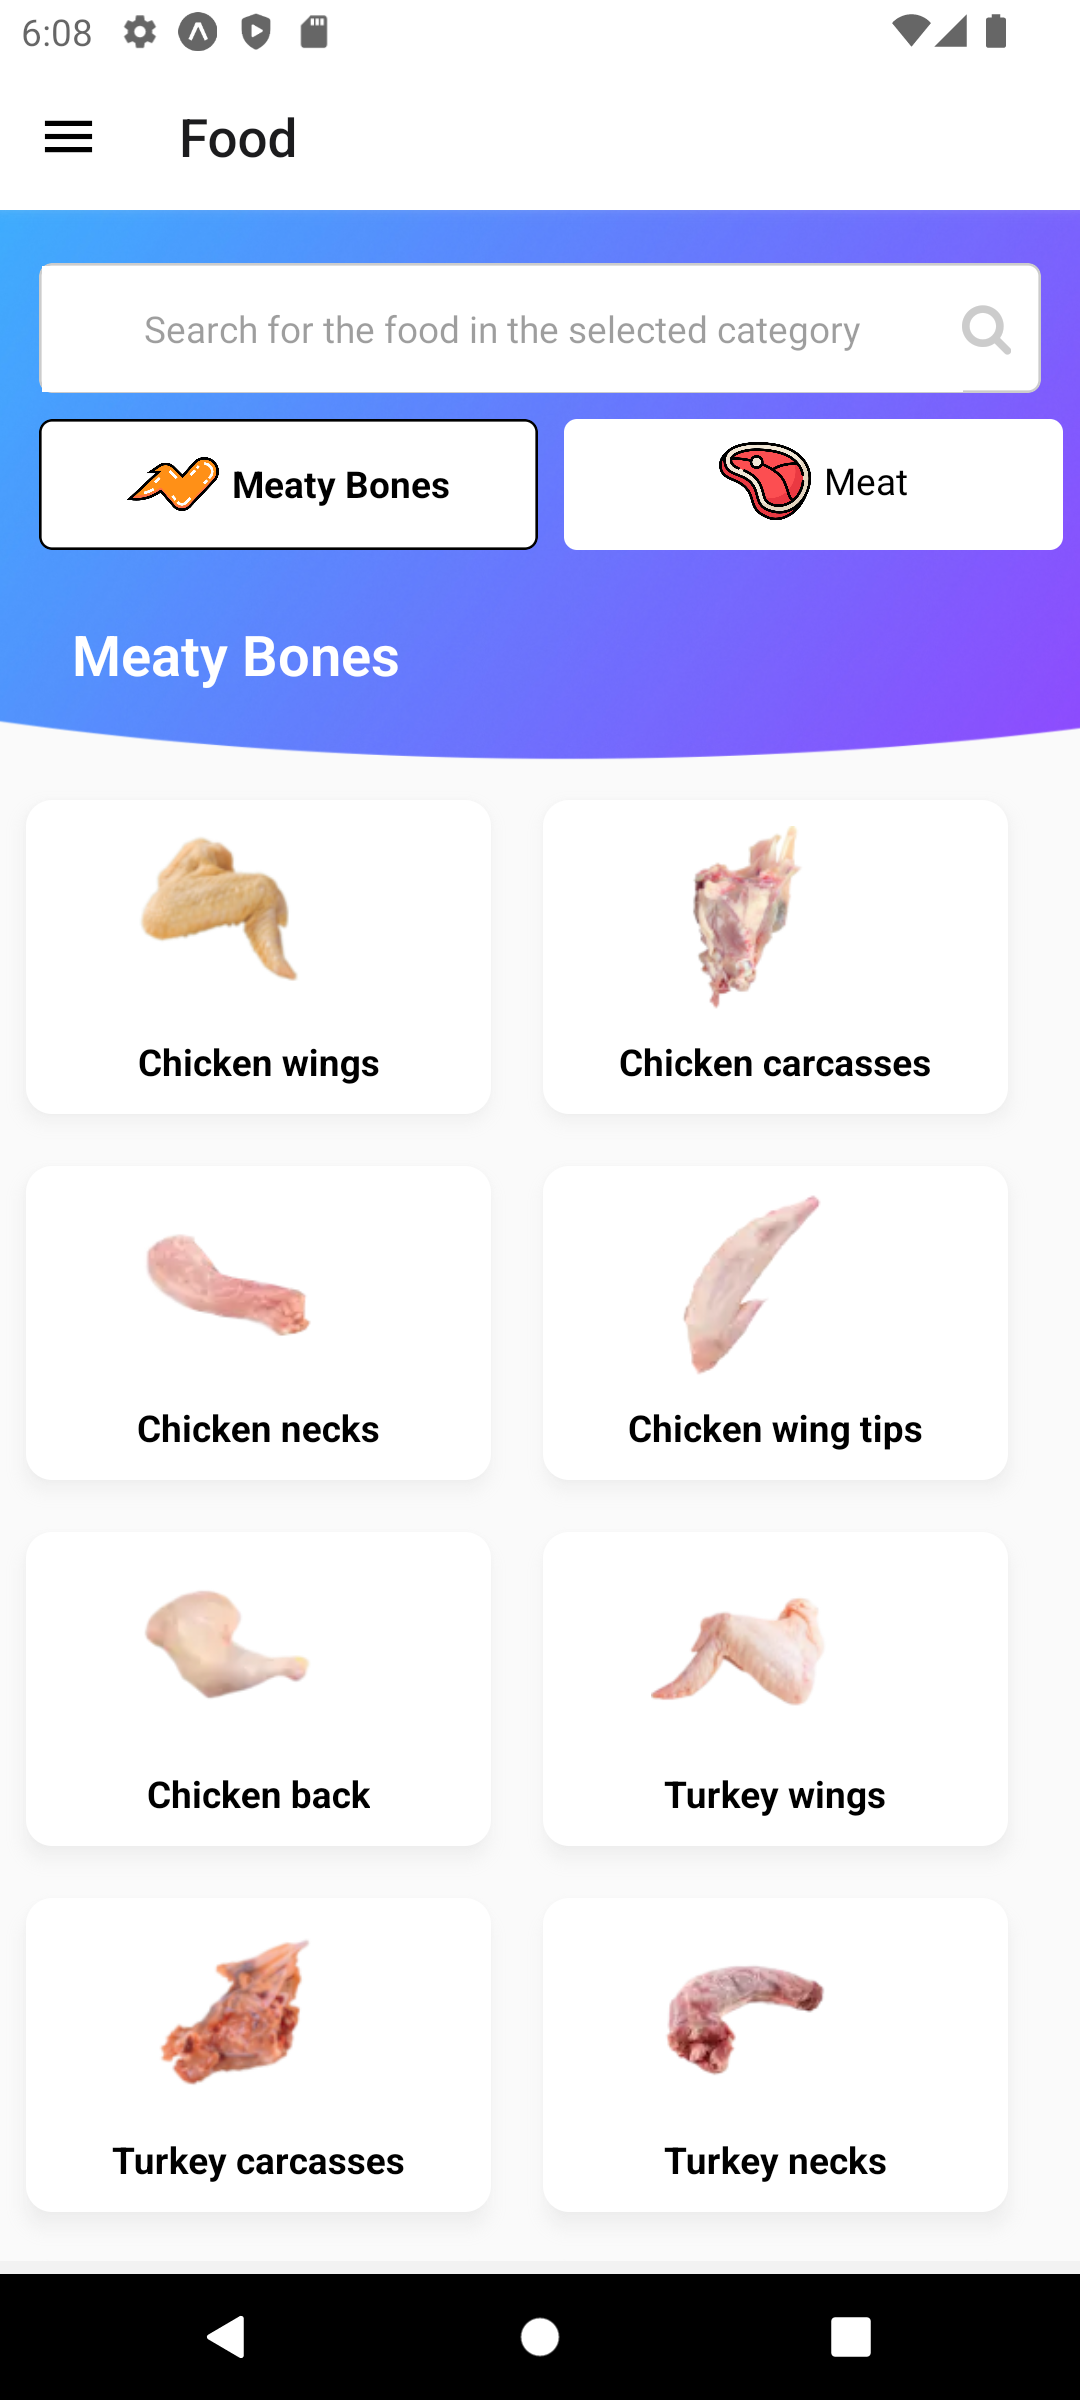 6:08
Food
Search for the food in the selected category
Meaty Bones
Meat
Meaty Bones
Chicken wings
Chicken carcasses
Chicken necks
Chicken wing tips
Chicken back
Turkey wings
Turkey carcasses
Turkey necks